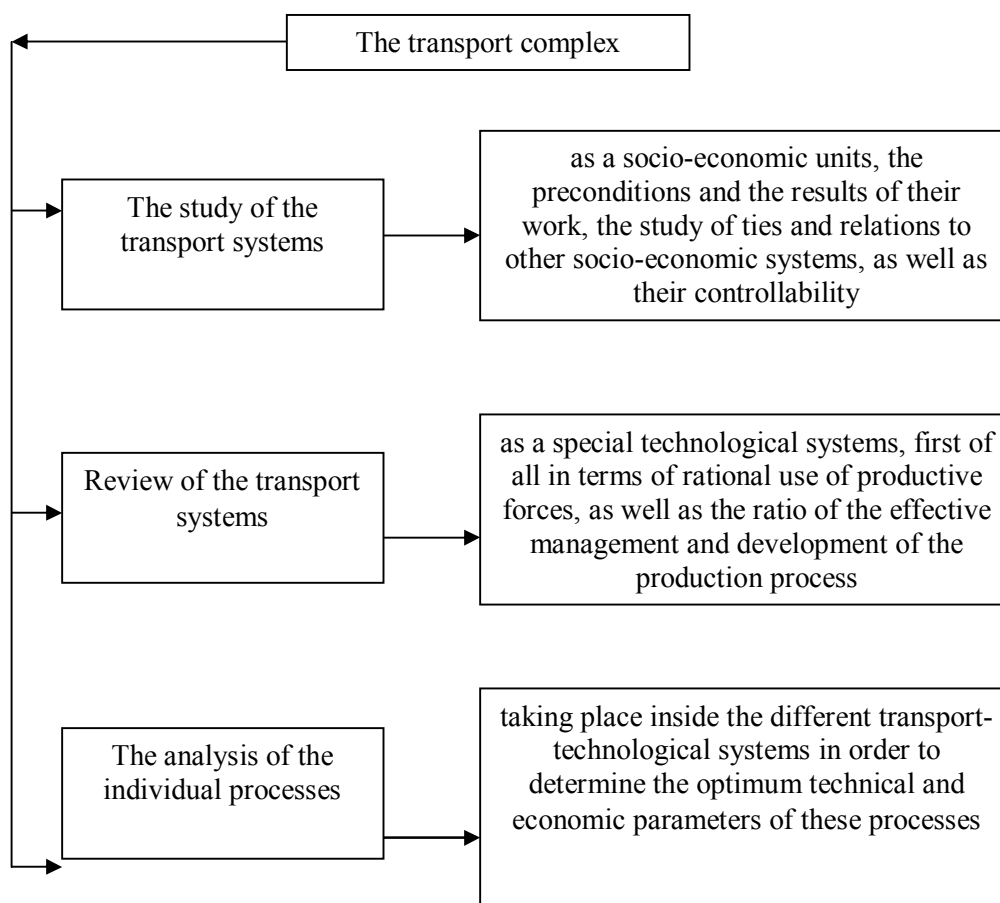 The transport complex
The study of the
transport systems
as a socio-economic units, the
preconditions and the results of their
work, the study of ties and relations to
other socio-economic systems, as well as
their controllability
Review of the transport
systems
as a special technological systems, first of
all in terms of rational use of productive
forces, as well as the ratio of the effective
management and development of the
production process
The analysis of the
individual processes
taking place inside the different transport-
technological systems in order to
determine the optimum technical and
economic parameters of these processes